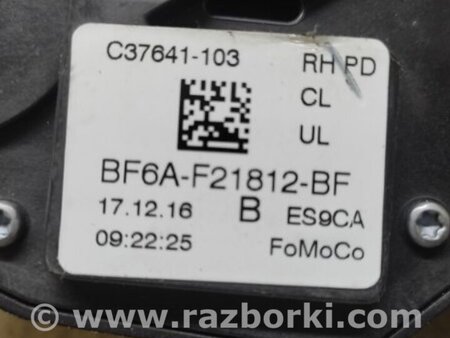 C37641-103 RH PD
CL
UL
BF6A-F21812-BF
17.12.16 B ES9CA
09:22:25 FoMoCo
© www.razborki.com